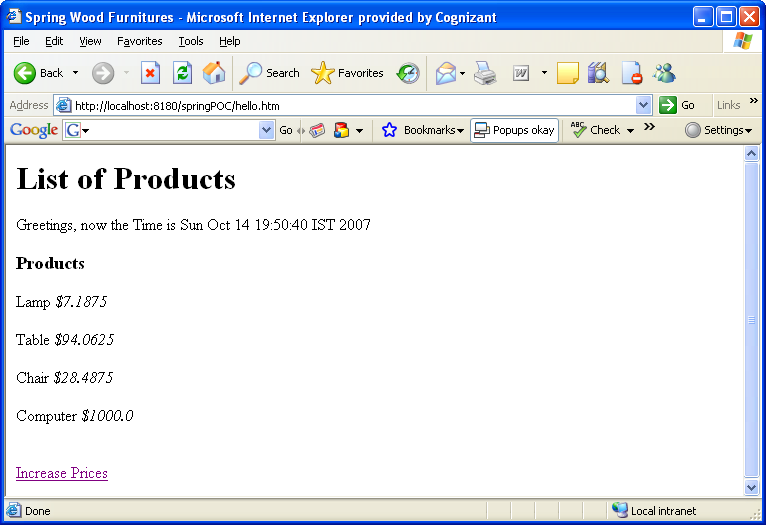 Spring Wood Furnitures - Microsoft Internet Explorer provided by Cognizant
File Edit View Favorites Tools Help
Back Search Favorites W
Address http://localhost:8180/springPOC/hello.htm Go Links »
Google G Go Bookmarks Popups okay ABC Check » Settings
List of Products
Greetings, now the Time is Sun Oct 14 19:50:40 IST 2007
Products
Lamp $7.1875
Table $94.0625
Chair $28.4875
Computer $1000.0
Increase Prices
Done Local intranet